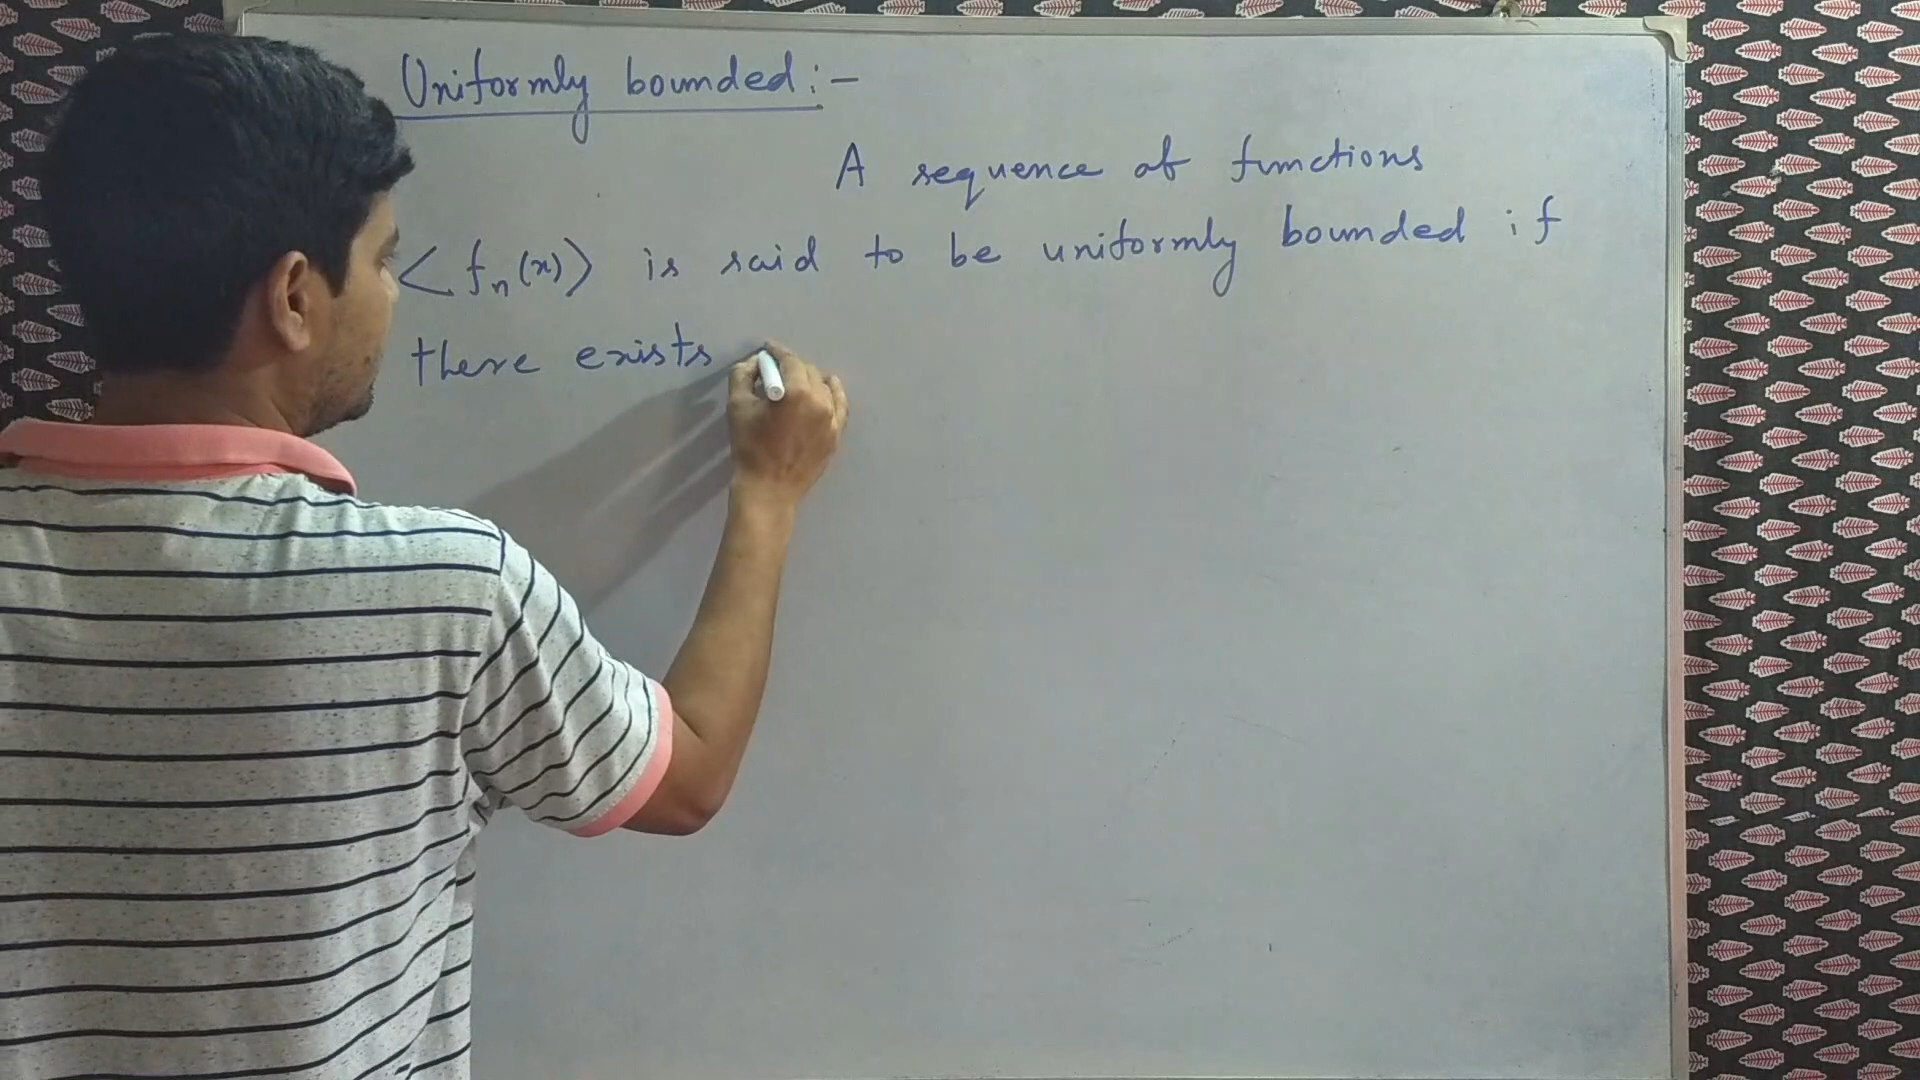 Uniformly bounded :-
A sequence of functions
<fn(x)> is said to be uniformly bounded if
there exists